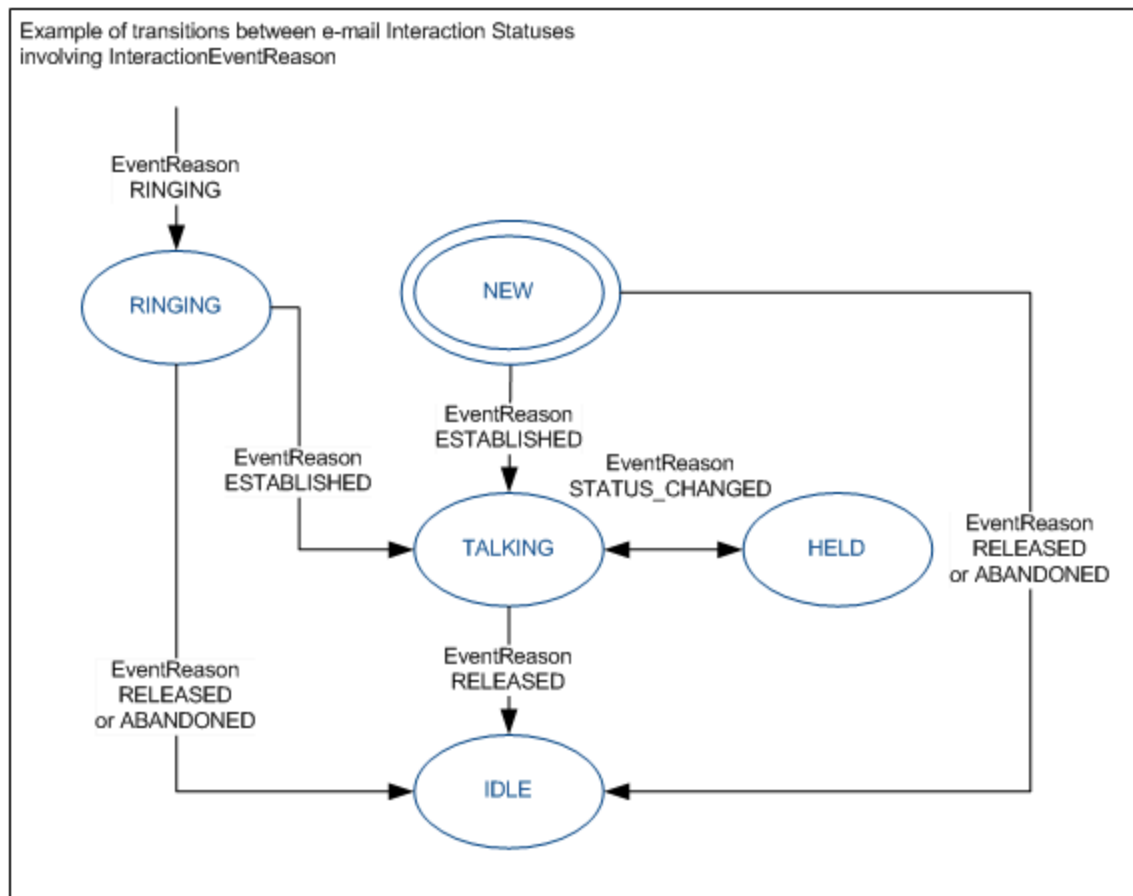 Example of transitions between e-mail Interaction Statuses
involving InteractionEventReason
EventReason
RINGING
RINGING
NEW
EventReason
ESTABLISHED
EventReason
ESTABLISHED
EventReason
STATUS_CHANGED
TALKING
HELD
EventReason
RELEASED
or ABANDONED
EventReason
RELEASED
EventReason
RELEASED
or ABANDONED
IDLE